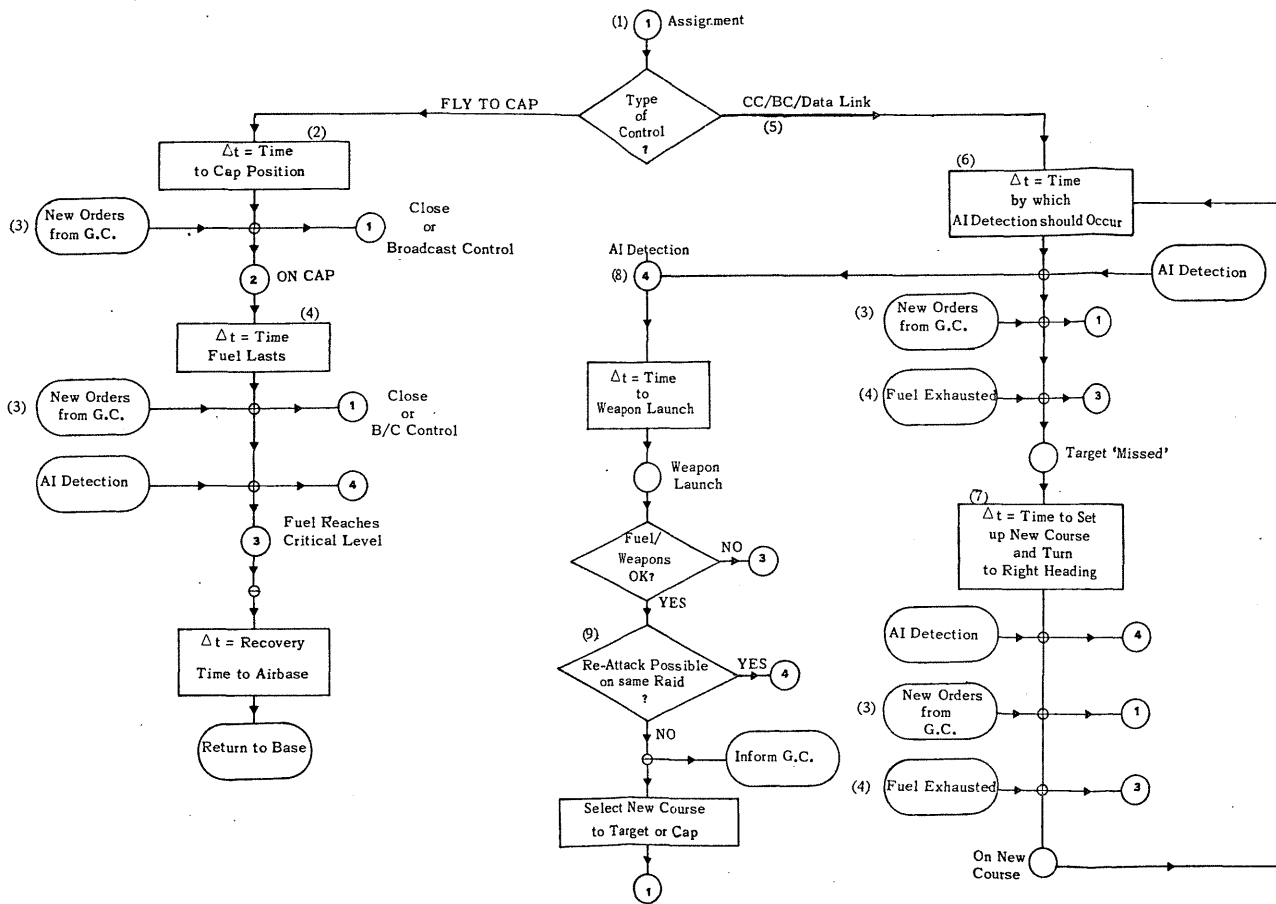 (1) 1 Assignment
Type
of
Control
?
FLY TO CAP
CC/BC/Data Link
(5)
(2)
Δt = Time
to Cap Position
(3) New Orders
from G.C.
1
Close
or
Broadcast Control
2 ON CAP
(4)
Δt = Time
Fuel Lasts
(3) New Orders
from G.C.
1
Close
or
B/C Control
AI Detection
4
3
Fuel Reaches
Critical Level
Δt = Recovery
Time to Airbase
Return to Base
AI Detection
(8) 4
Δt = Time
to
Weapon Launch
Weapon
Launch
Fuel/
Weapons
OK?
NO
3
YES
(9)
Re-Attack Possible
on same Raid
?
YES
4
NO
Inform G.C.
Select New Course
to Target or Cap
1
(6)
Δt = Time
by which
AI Detection should Occur
AI Detection
(3) New Orders
from G.C.
1
(4) Fuel Exhausted
3
Target 'Missed'
(7)
Δt = Time to Set
up New Course
and Turn
to Right Heading
AI Detection
4
(3) New Orders
from
G.C.
1
(4) Fuel Exhausted
3
On New
Course